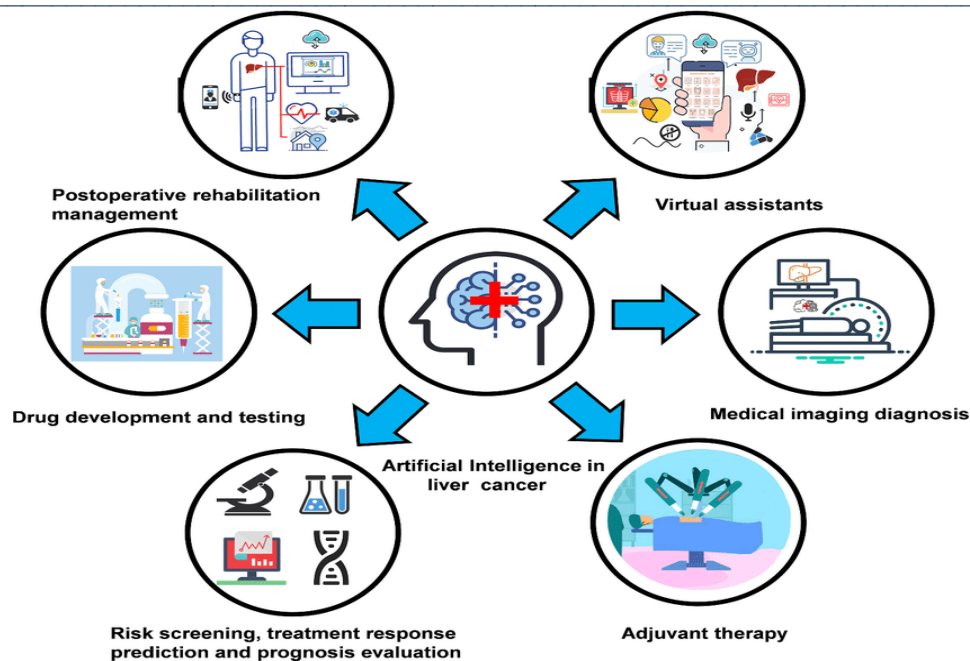 Postoperative rehabilitation
management
Virtual assistants
Drug development and testing
Medical imaging diagnosis
Artificial Intelligence in
liver cancer
Risk screening, treatment response
prediction and prognosis evaluation
Adjuvant therapy